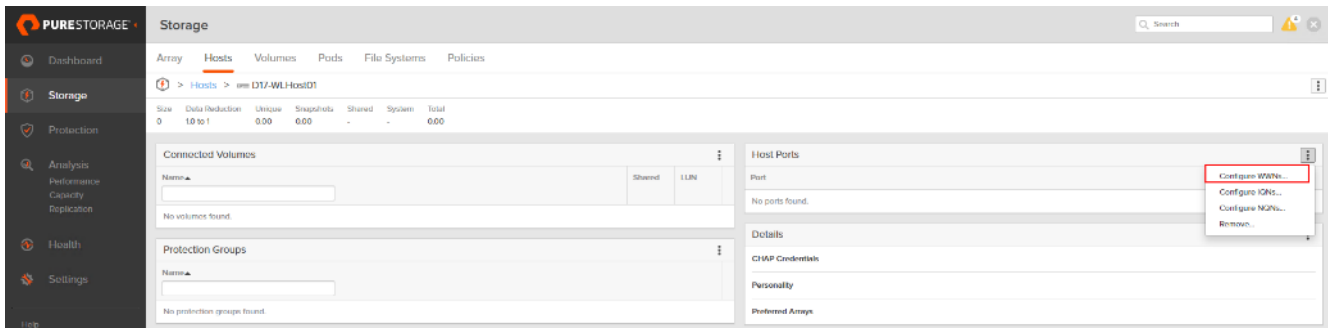 PURESTORAGE®
Storage
Search
Dashboard
Storage
Protection
Analysis
Performance
Capacity
Replication
Health
Settings
Help
Array Hosts Volumes Pods File Systems Policies
> Hosts > D17-WLHost01
Size Data Reduction Unique Snapshots Shared System Total
0 1.0 to 1 0.00 0.00 - - 0.00
Connected Volumes
Name▲ Shared LUN
No volumes found.
Protection Groups
Name▲
No protection groups found.
Host Ports
Port
No ports found.
Configure WWNs...
Configure IQNs...
Configure NQNs...
Remove...
Details
CHAP Credentials
Personality
Preferred Arrays